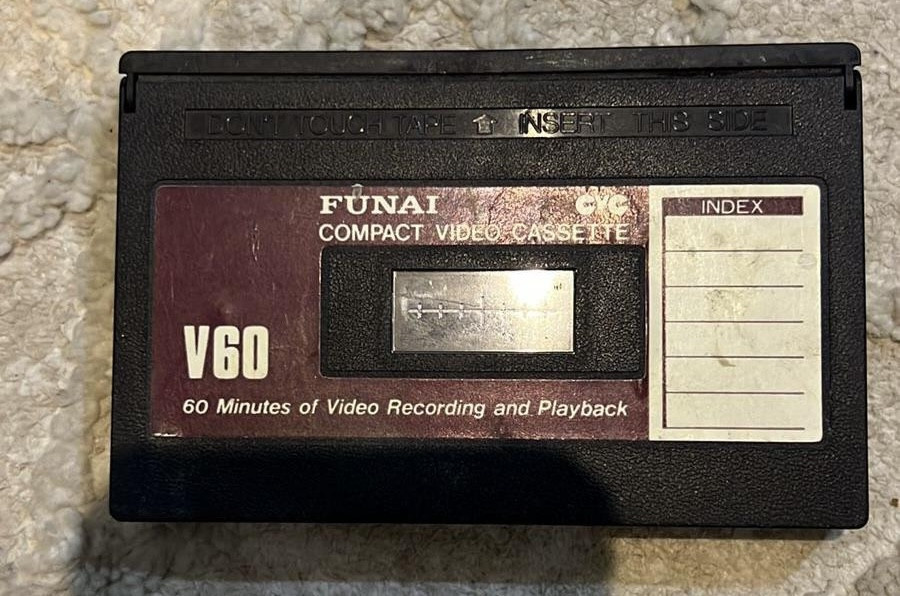 DON'T TOUCH TAPE ⇧ INSERT THIS SIDE
FUNAI CVC
COMPACT VIDEO CASSETTE
INDEX
V60
60 Minutes of Video Recording and Playback